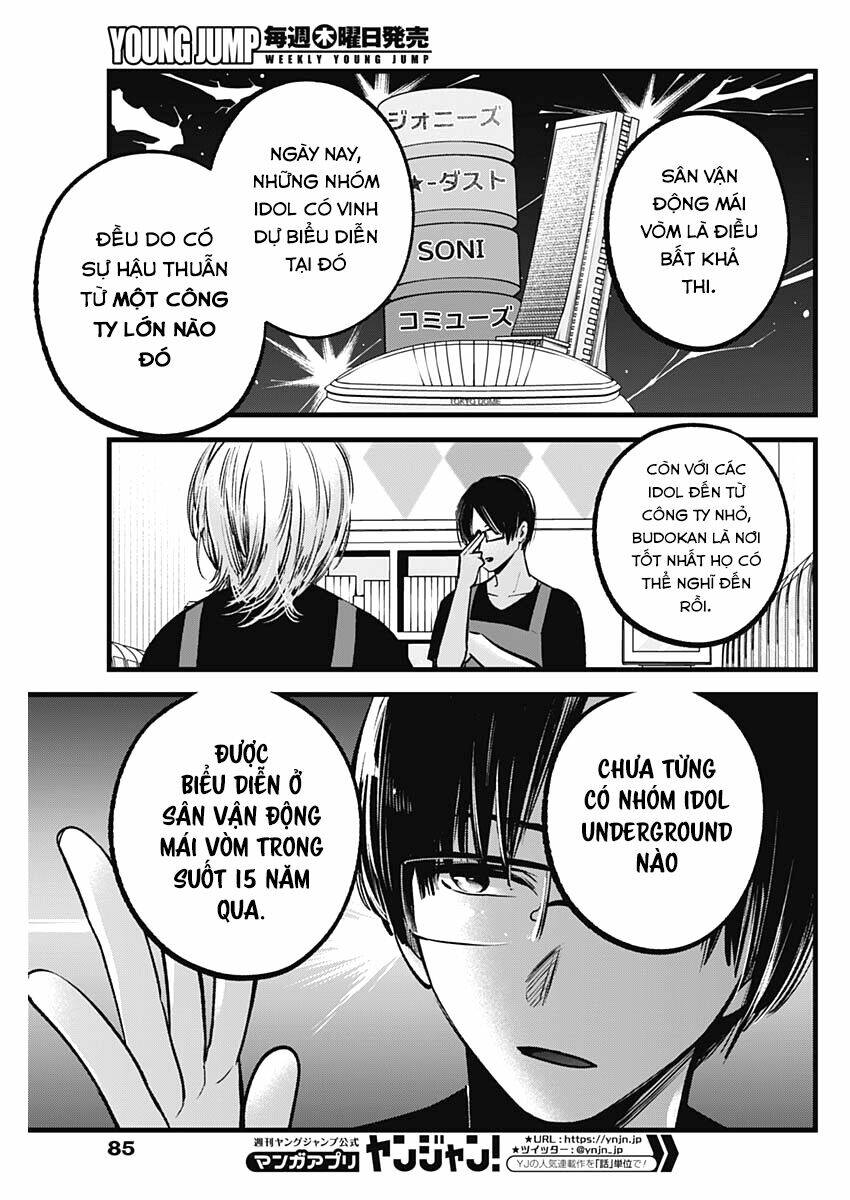 YOUNG JUMP 毎週木曜日発売
WEEKLY YOUNG JUMP
SÂN VẬN
ĐỘNG MÁI
VÒM LÀ ĐIỀU
BẤT KHẢ
THI.
ジオニーズ
★-ダスト
SONI
コミューズ
TOKYO DOME
NGÀY NAY,
NHỮNG NHÓM
IDOL CÓ VINH
DỰ BIỂU DIỄN
TẠI ĐÓ
ĐỀU DO CÓ
SỰ HẬU THUẪN
TỪ MỘT CÔNG
TY LỚN NÀO
ĐÓ
CÒN VỚI CÁC
IDOL ĐẾN TỪ
CÔNG TY NHỎ,
BUDOKAN LÀ NƠI
TỐT NHẤT HỌ CÓ
THỂ NGHĨ ĐẾN
RỒI.
CHƯA TỪNG
CÓ NHÓM IDOL
UNDERGROUND
NÀO
ĐƯỢC
BIỂU DIỄN Ở
SÂN VẬN ĐỘNG
MÁI VÒM TRONG
SUỐT 15 NĂM
QUA.
85
週刊ヤングジャンプ公式
マンガアプリ
ヤンジャン!
★URL:https://ynjn.jp
★ツイッター:@ynjn_jp
YJの人気連載作を「話」単位で!